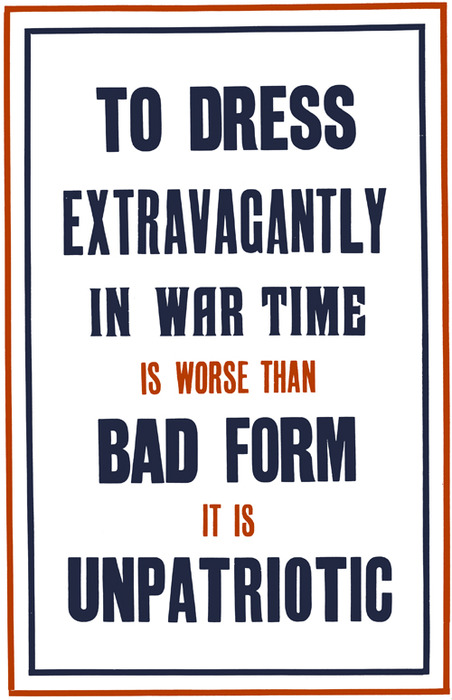 TO DRESS
EXTRAVAGANTLY
IN WAR TIME
IS WORSE THAN
BAD FORM
IT IS
UNPATRIOTIC